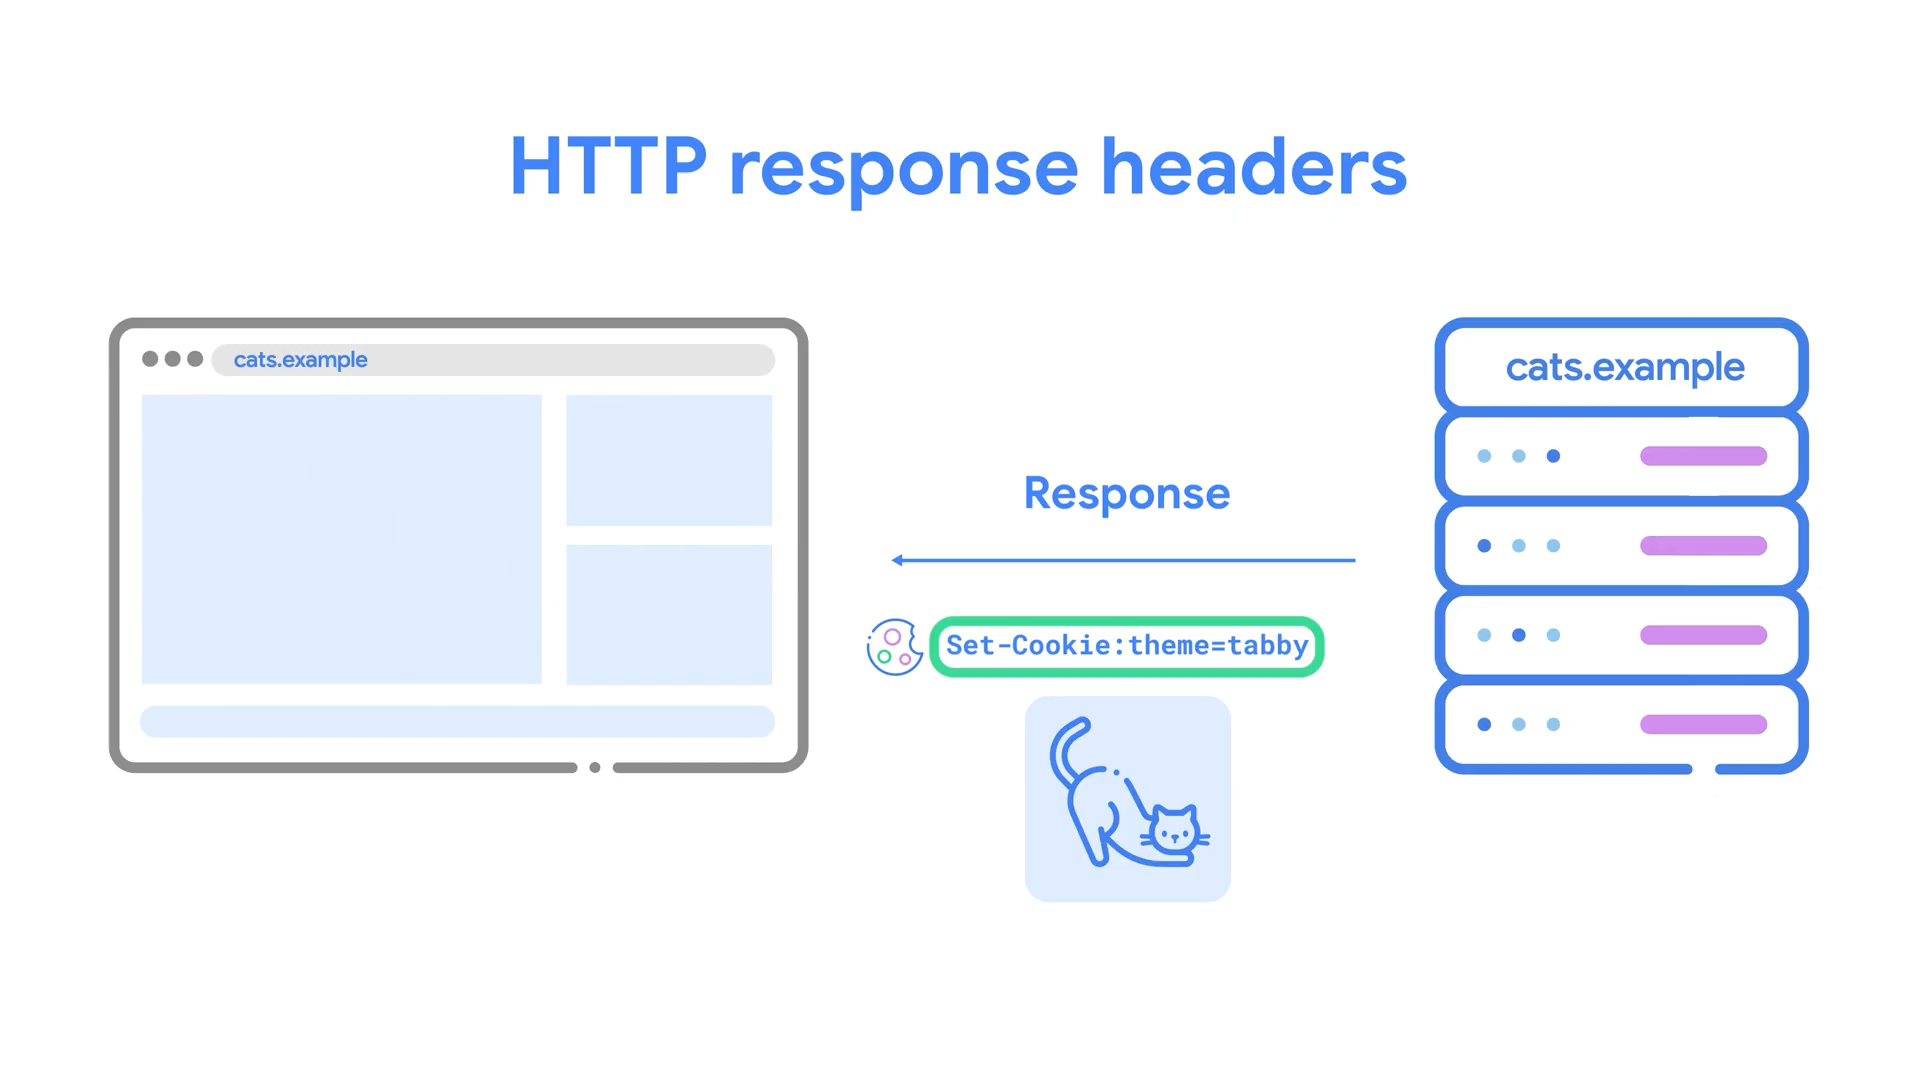 HTTP response headers
cats.example
cats.example
Response
Set-Cookie:theme=tabby